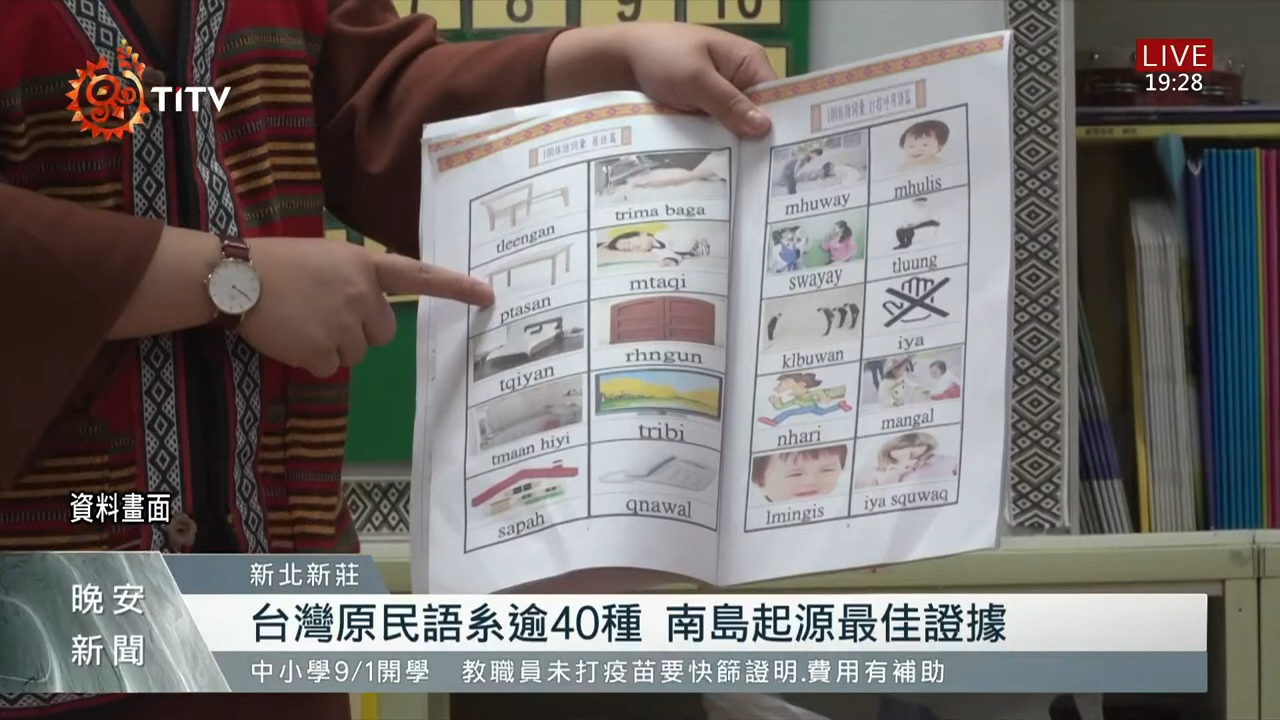 7 8 9 10
LIVE
19:28
TITV
tleengan
trima baga
ptasan
mtaqi
tqiyan
rhngun
tmaan hiyi
tribi
sapah
qnawal
mhuway
mhulis
swayay
tluung
klbuwan
iya
nhari
mangal
lmingis
iya squwaq
資料畫面
晚安
新聞
新北新莊
台灣原民語系逾40種 南島起源最佳證據
中小學9/1開學 教職員未打疫苗要快篩證明.費用有補助